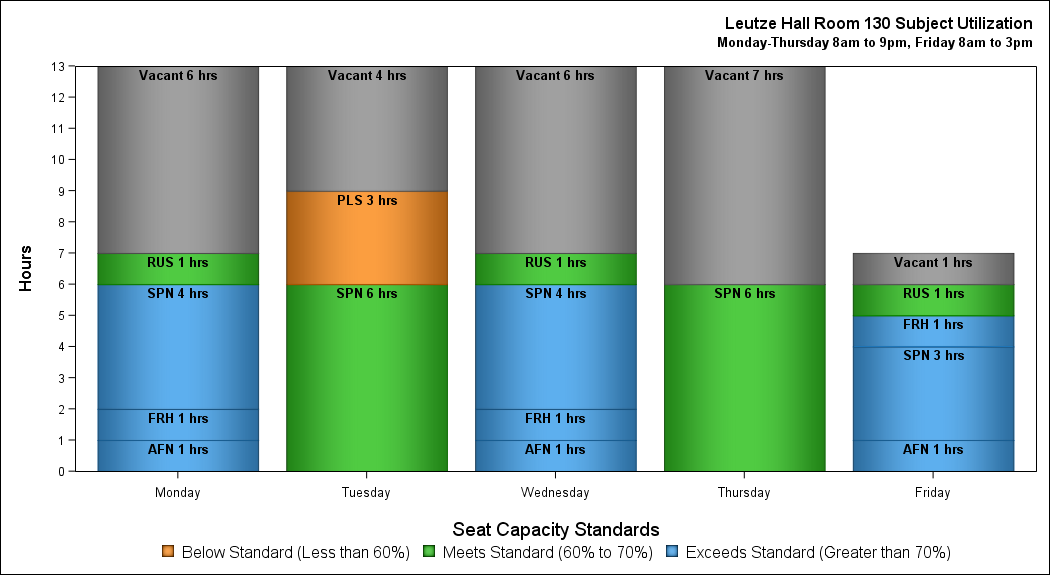 Leutze Hall Room 130 Subject Utilization
Monday-Thursday 8am to 9pm, Friday 8am to 3pm
Hours
13
12
11
10
9
8
7
6
5
4
3
2
1
0
Vacant 6 hrs
RUS 1 hrs
SPN 4 hrs
FRH 1 hrs
AFN 1 hrs
Vacant 4 hrs
PLS 3 hrs
SPN 6 hrs
Vacant 6 hrs
RUS 1 hrs
SPN 4 hrs
FRH 1 hrs
AFN 1 hrs
Vacant 7 hrs
SPN 6 hrs
Vacant 1 hrs
RUS 1 hrs
FRH 1 hrs
SPN 3 hrs
AFN 1 hrs
Monday Tuesday Wednesday Thursday Friday
Seat Capacity Standards
Below Standard (Less than 60%) Meets Standard (60% to 70%) Exceeds Standard (Greater than 70%)